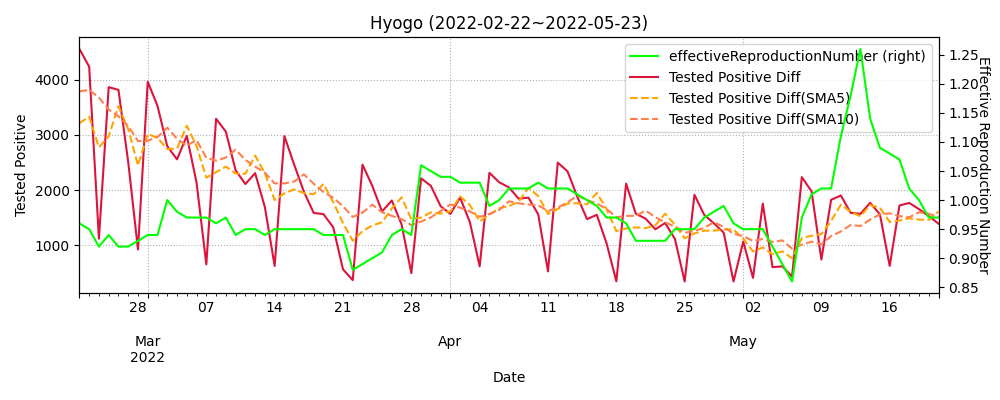 Hyogo (2022-02-22~2022-05-23)
effectiveReproductionNumber (right)
Tested Positive Diff
Tested Positive Diff(SMA5)
Tested Positive Diff(SMA10)
Tested Positive
4000
3000
2000
1000
Effective Reproduction Number
1.25
1.20
1.15
1.10
1.05
1.00
0.95
0.90
0.85
28 07 14 21 28 04 11 18 25 02 09 16
Mar Apr May
2022
Date